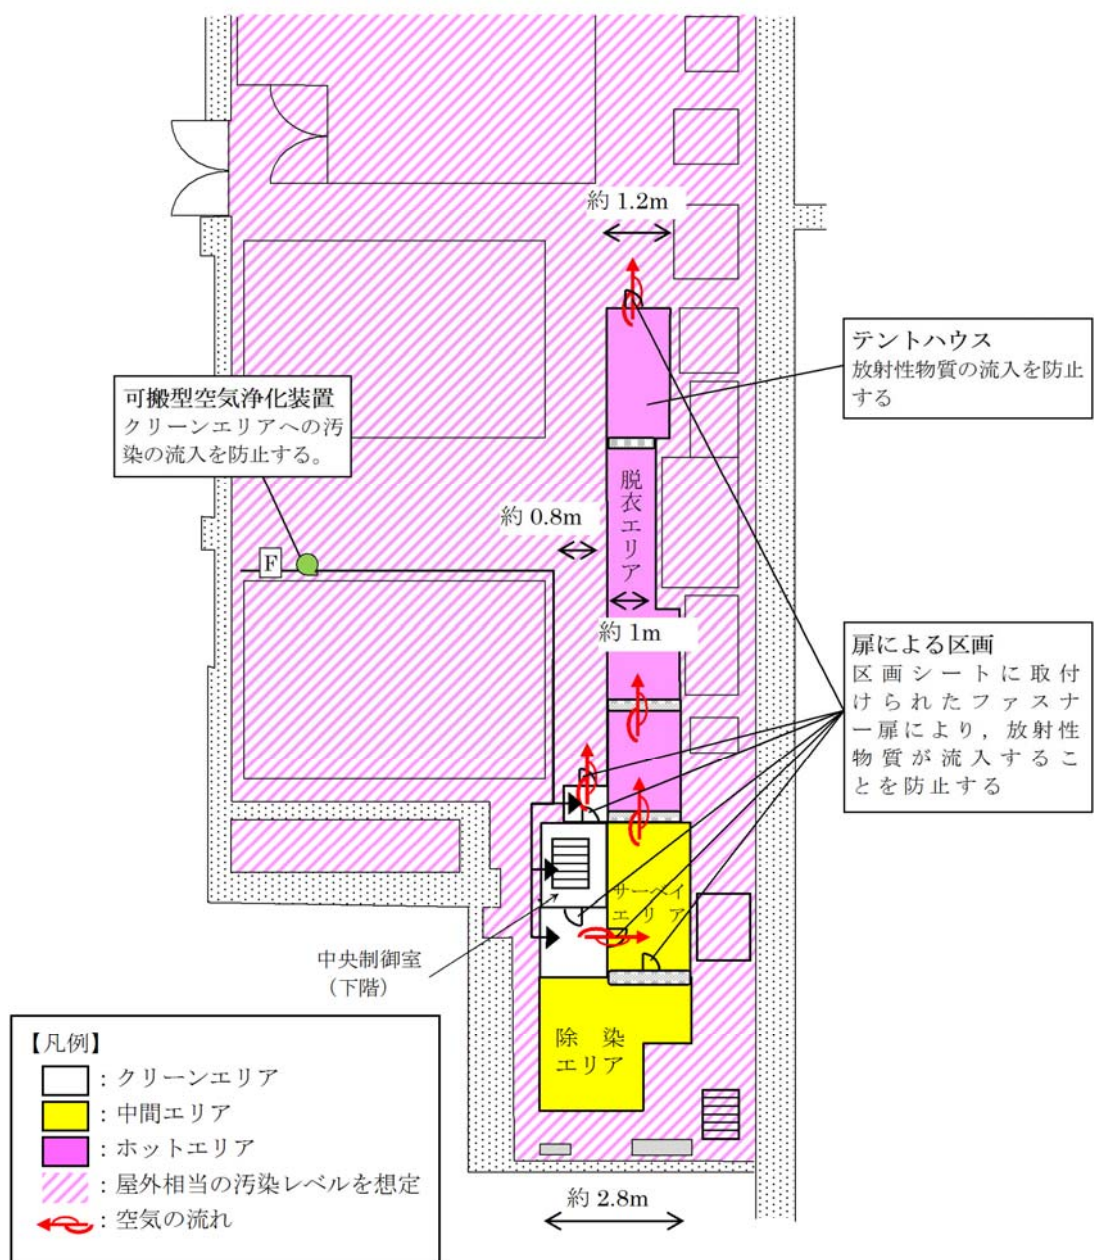 約 1.2m
テントハウス
放射性物質の流入を防止
する
可搬型空気浄化装置
クリーンエリアへの汚
染の流入を防止する。
脱衣エリア
約 0.8m
F
約 1m
扉による区画
区画シートに取付
けられたファスナ
ー扉により，放射性
物質が流入するこ
とを防止する
サーベイ
エリア
中央制御室
（下階）
除 染
エリア
【凡例】
：クリーンエリア
：中間エリア
：ホットエリア
：屋外相当の汚染レベルを想定
：空気の流れ
約 2.8m